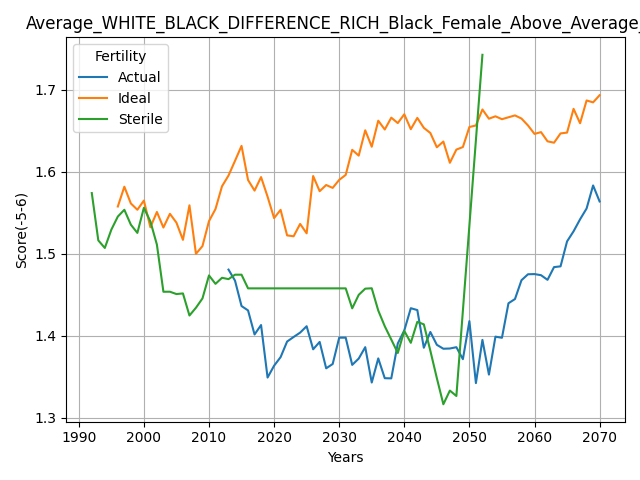 Average_WHITE_BLACK_DIFFERENCE_RICH_Black_Female_Above_Average_
Fertility
Actual
Ideal
Sterile
Score(-5-6)
1.7
1.6
1.5
1.4
1.3
1990 2000 2010 2020 2030 2040 2050 2060 2070
Years